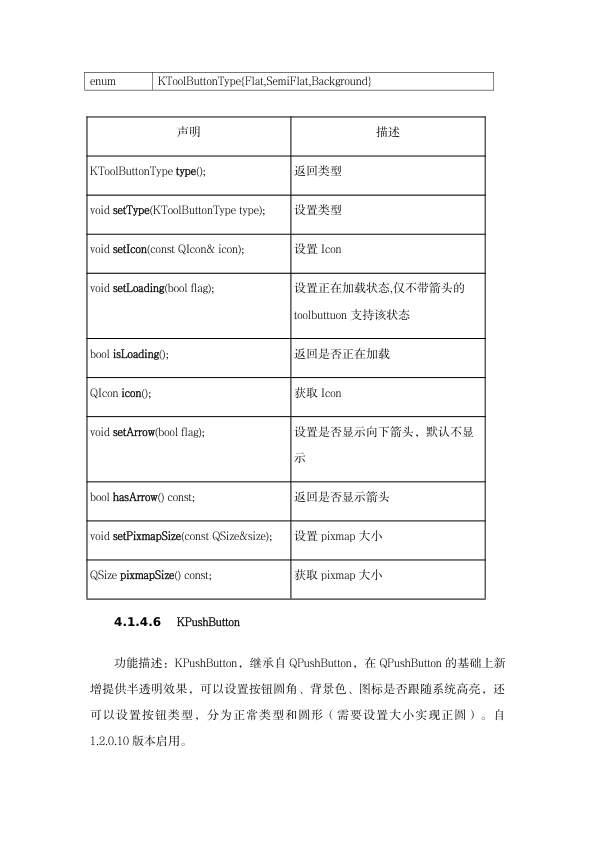 enum KToolButtonType{Flat,SemiFlat,Background}
声明 描述
KToolButtonType type(); 返回类型
void setType(KToolButtonType type); 设置类型
void setIcon(const QIcon& icon); 设置 Icon
void setLoading(bool flag); 设置正在加载状态,仅不带箭头的
toolbuttuon 支持该状态
bool isLoading(); 返回是否正在加载
QIcon icon(); 获取 Icon
void setArrow(bool flag); 设置是否显示向下箭头，默认不显
示
bool hasArrow() const; 返回是否显示箭头
void setPixmapSize(const QSize&size); 设置 pixmap 大小
QSize pixmapSize() const; 获取 pixmap 大小
4.1.4.6 KPushButton
功能描述：KPushButton，继承自 QPushButton，在 QPushButton 的基础上新
增提供半透明效果，可以设置按钮圆角、背景色、图标是否跟随系统高亮，还
可以设置按钮类型，分为正常类型和圆形（需要设置大小实现正圆）。自
1.2.0.10 版本启用。